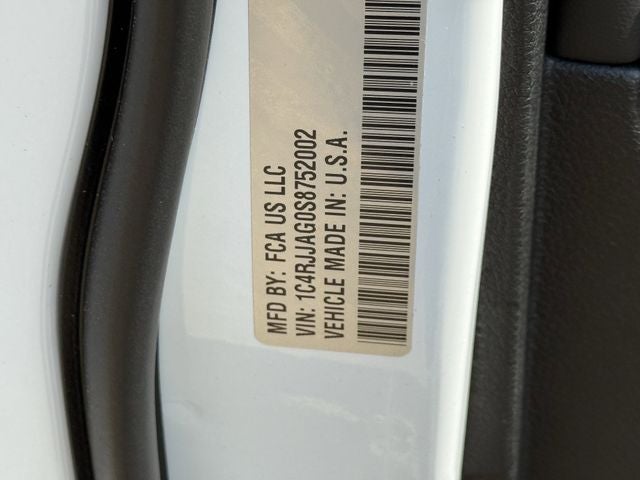 MFD BY: FCA US LLC
VIN: 1C4RJJAG0S8752002
VEHICLE MADE IN: U.S.A.